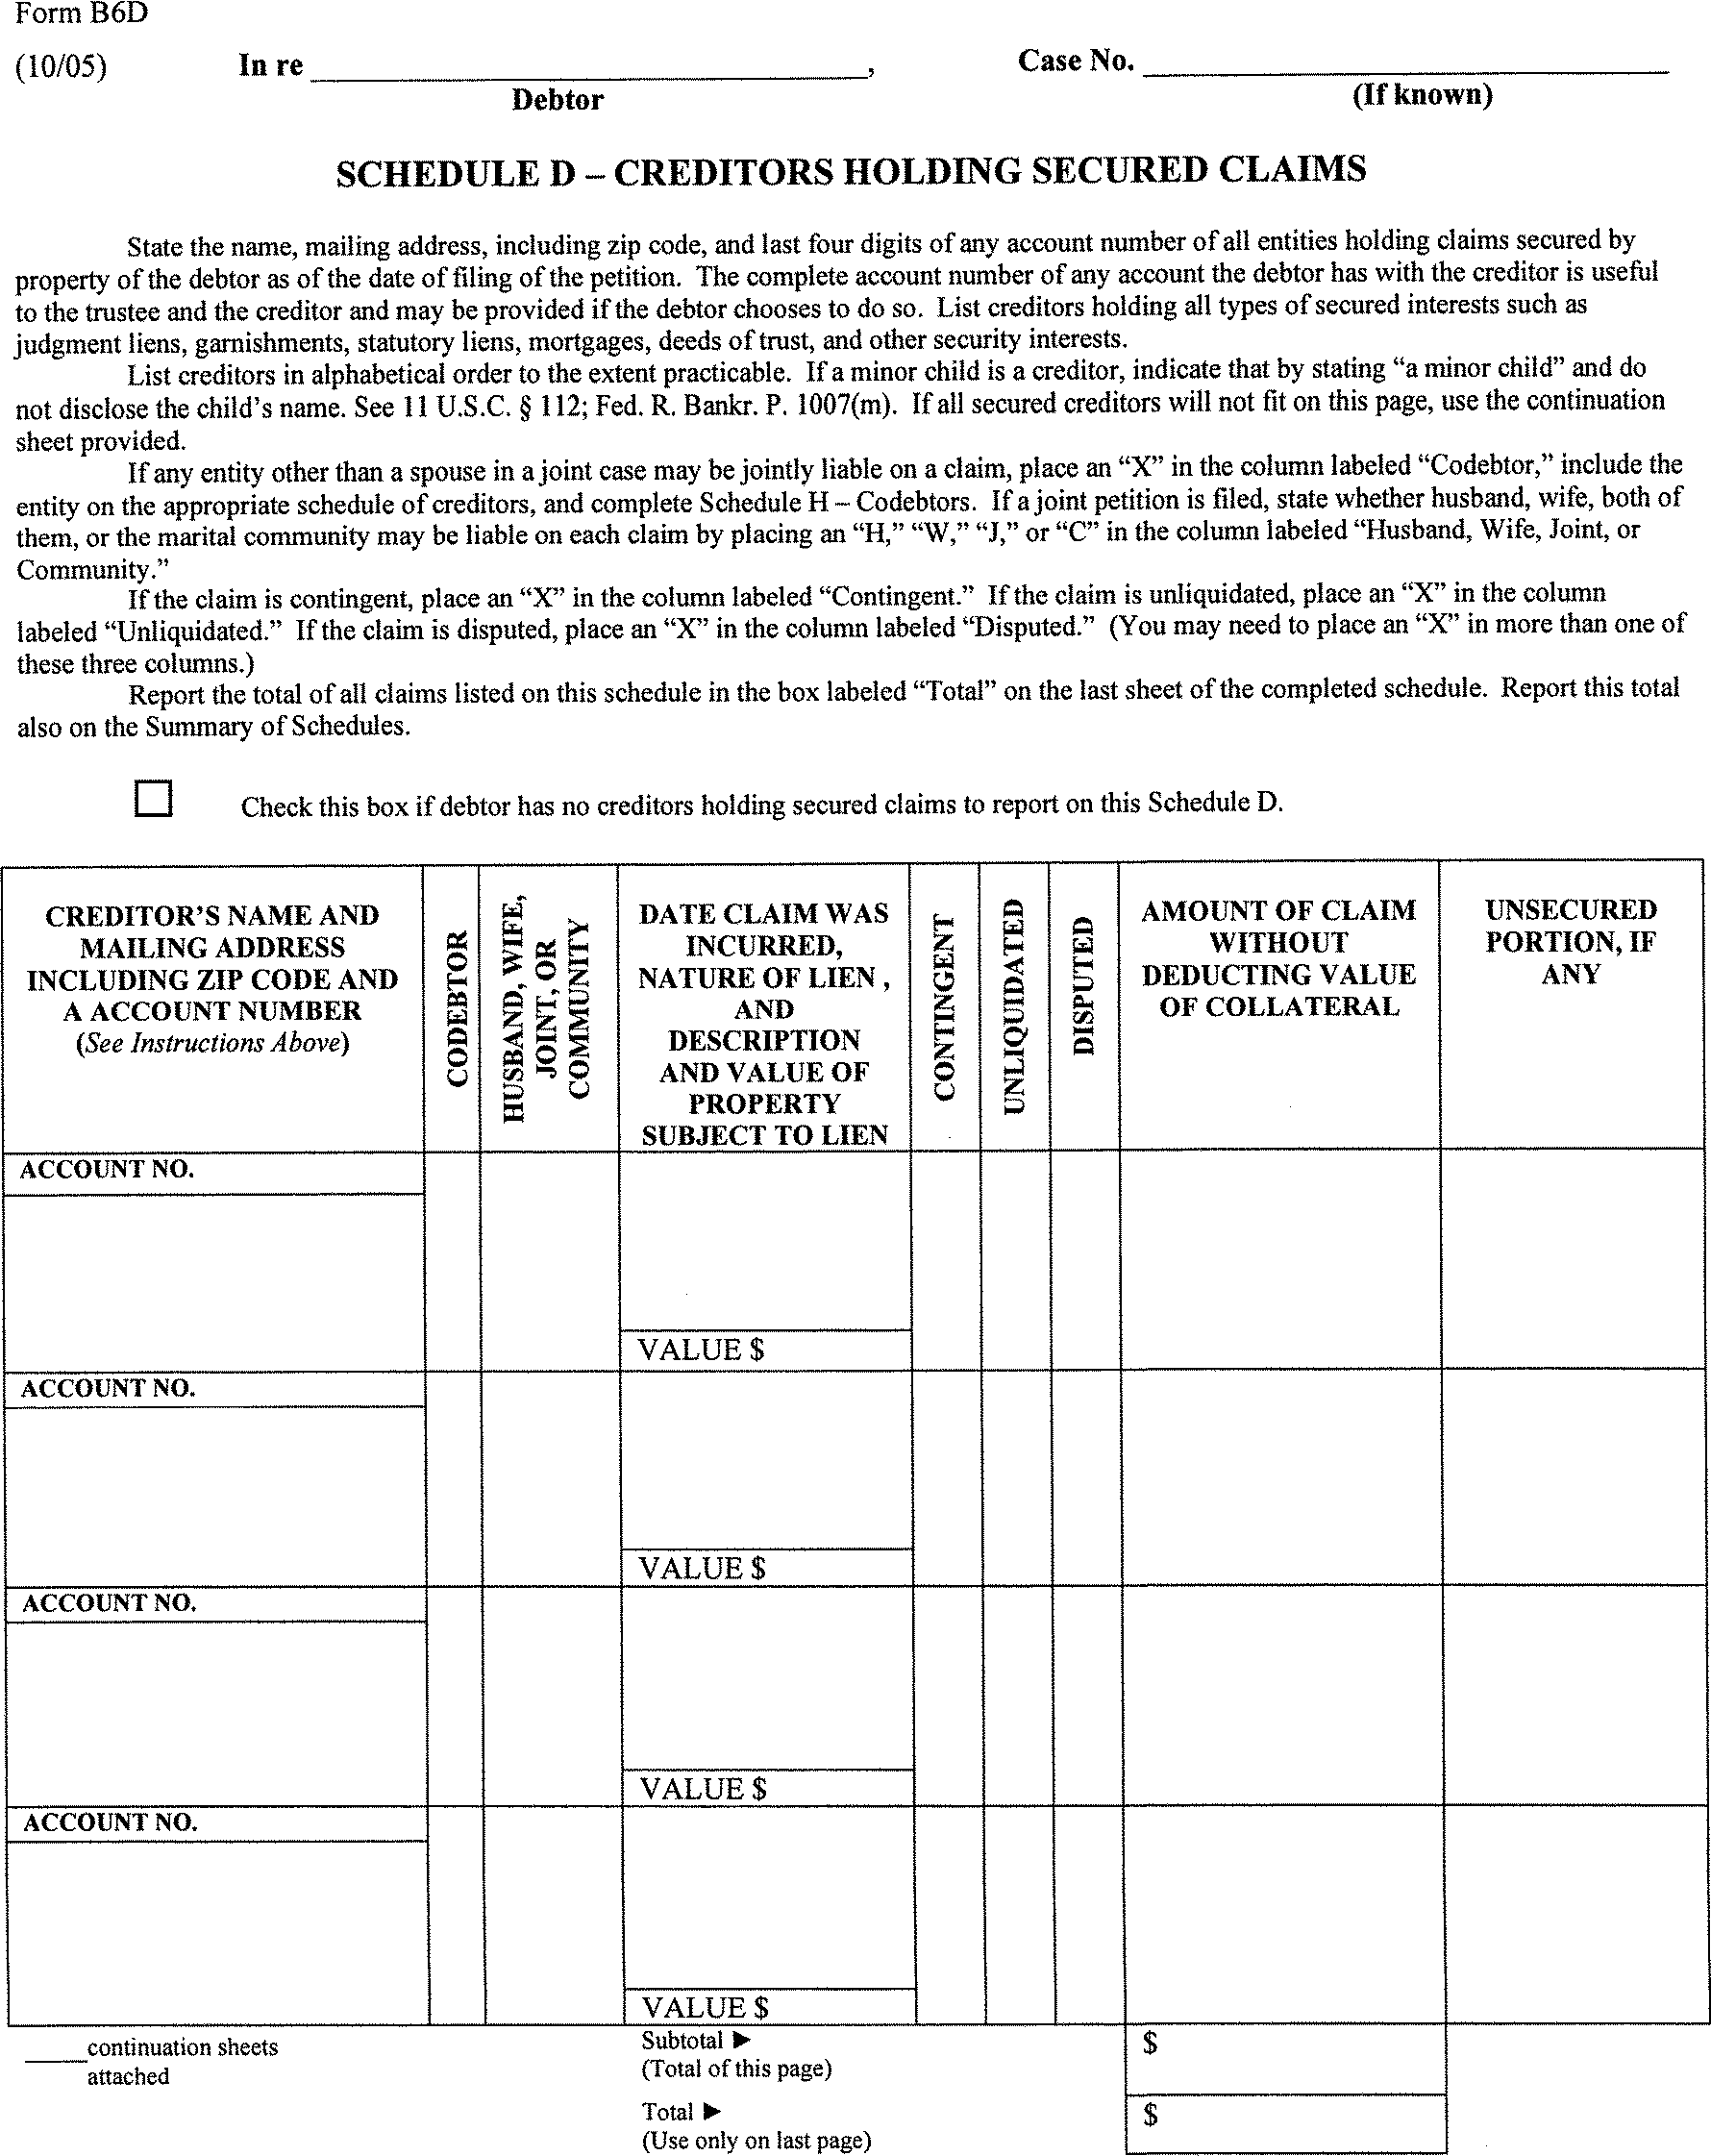 Form B6D
(10/05) In re ____________________, Case No. ____________________
Debtor (If known)
SCHEDULE D – CREDITORS HOLDING SECURED CLAIMS
State the name, mailing address, including zip code, and last four digits of any account number of all entities holding claims secured by
property of the debtor as of the date of filing of the petition. The complete account number of any account the debtor has with the creditor is useful
to the trustee and the creditor and may be provided if the debtor chooses to do so. List creditors holding all types of secured interests such as
judgment liens, garnishments, statutory liens, mortgages, deeds of trust, and other security interests.
List creditors in alphabetical order to the extent practicable. If a minor child is a creditor, indicate that by stating “a minor child” and do
not disclose the child’s name. See 11 U.S.C. § 112; Fed. R. Bankr. P. 1007(m). If all secured creditors will not fit on this page, use the continuation
sheet provided.
If any entity other than a spouse in a joint case may be jointly liable on a claim, place an “X” in the column labeled “Codebtor,” include the
entity on the appropriate schedule of creditors, and complete Schedule H – Codebtors. If a joint petition is filed, state whether husband, wife, both of
them, or the marital community may be liable on each claim by placing an “H,” “W,” “J,” or “C” in the column labeled “Husband, Wife, Joint, or
Community.”
If the claim is contingent, place an “X” in the column labeled “Contingent.” If the claim is unliquidated, place an “X” in the column
labeled “Unliquidated.” If the claim is disputed, place an “X” in the column labeled “Disputed.” (You may need to place an “X” in more than one of
these three columns.)
Report the total of all claims listed on this schedule in the box labeled “Total” on the last sheet of the completed schedule. Report this total
also on the Summary of Schedules.
Check this box if debtor has no creditors holding secured claims to report on this Schedule D.
CREDITOR’S NAME AND
MAILING ADDRESS
INCLUDING ZIP CODE AND
A ACCOUNT NUMBER
(See Instructions Above)
CODEBTOR
HUSBAND, WIFE,
JOINT, OR
COMMUNITY
DATE CLAIM WAS
INCURRED,
NATURE OF LIEN ,
AND
DESCRIPTION
AND VALUE OF
PROPERTY
SUBJECT TO LIEN
CONTINGENT
UNLIQUIDATED
DISPUTED
AMOUNT OF CLAIM
WITHOUT
DEDUCTING VALUE
OF COLLATERAL
UNSECURED
PORTION, IF
ANY
ACCOUNT NO.
VALUE $
ACCOUNT NO.
VALUE $
ACCOUNT NO.
VALUE $
ACCOUNT NO.
VALUE $
_____continuation sheets
attached
Subtotal ►
(Total of this page)
$
Total ►
(Use only on last page)
$